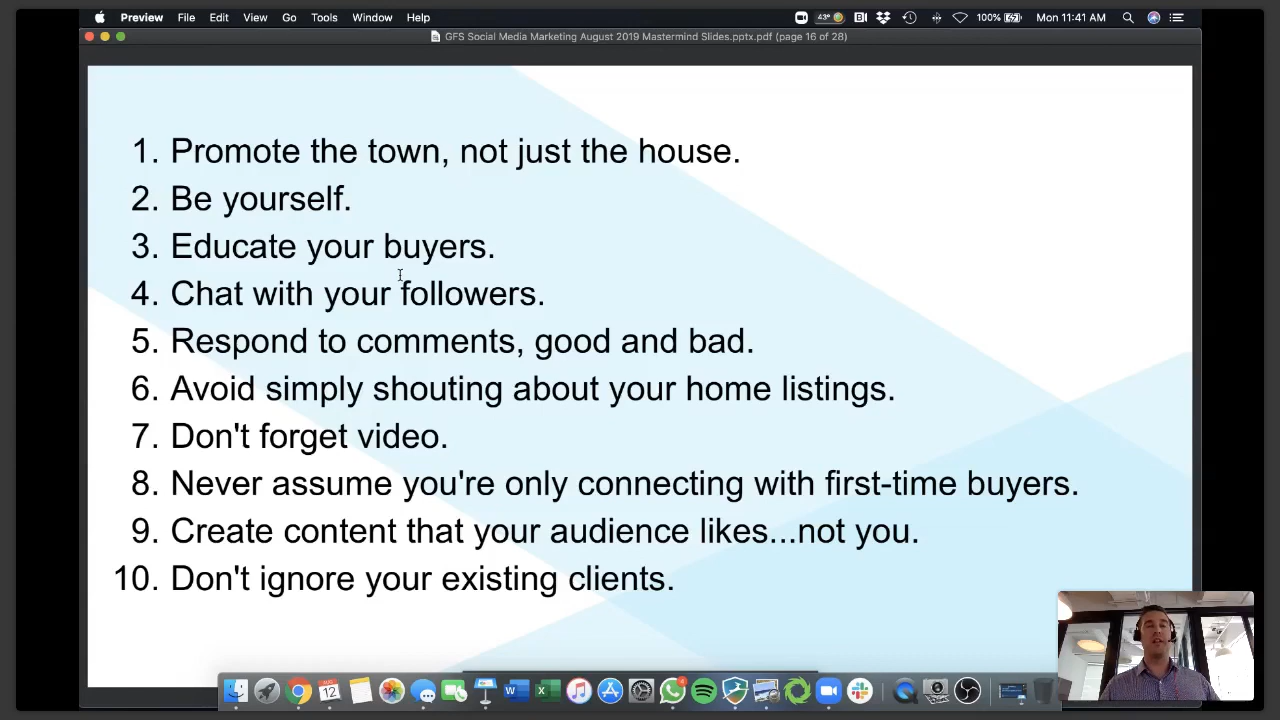 Preview File Edit View Go Tools Window Help 43° 100% Mon 11:41 AM
GFS Social Media Marketing August 2019 Mastermind Slides.pptx.pdf (page 16 of 28)
1. Promote the town, not just the house.
2. Be yourself.
3. Educate your buyers.
4. Chat with your followers.
5. Respond to comments, good and bad.
6. Avoid simply shouting about your home listings.
7. Don't forget video.
8. Never assume you're only connecting with first-time buyers.
9. Create content that your audience likes...not you.
10. Don't ignore your existing clients.
12